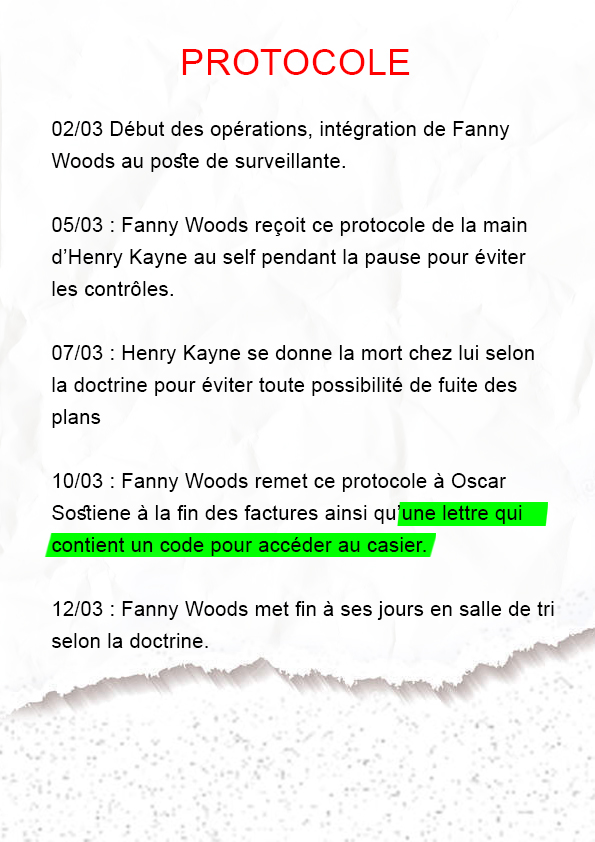 PROTOCOLE
02/03 Début des opérations, intégration de Fanny
Woods au poste de surveillante.
05/03 : Fanny Woods reçoit ce protocole de la main
d’Henry Kayne au self pendant la pause pour éviter
les contrôles.
07/03 : Henry Kayne se donne la mort chez lui selon
la doctrine pour éviter toute possibilité de fuite des
plans
10/03 : Fanny Woods remet ce protocole à Oscar
Sostiene à la fin des factures ainsi qu’une lettre qui
contient un code pour accéder au casier.
12/03 : Fanny Woods met fin à ses jours en salle de tri
selon la doctrine.